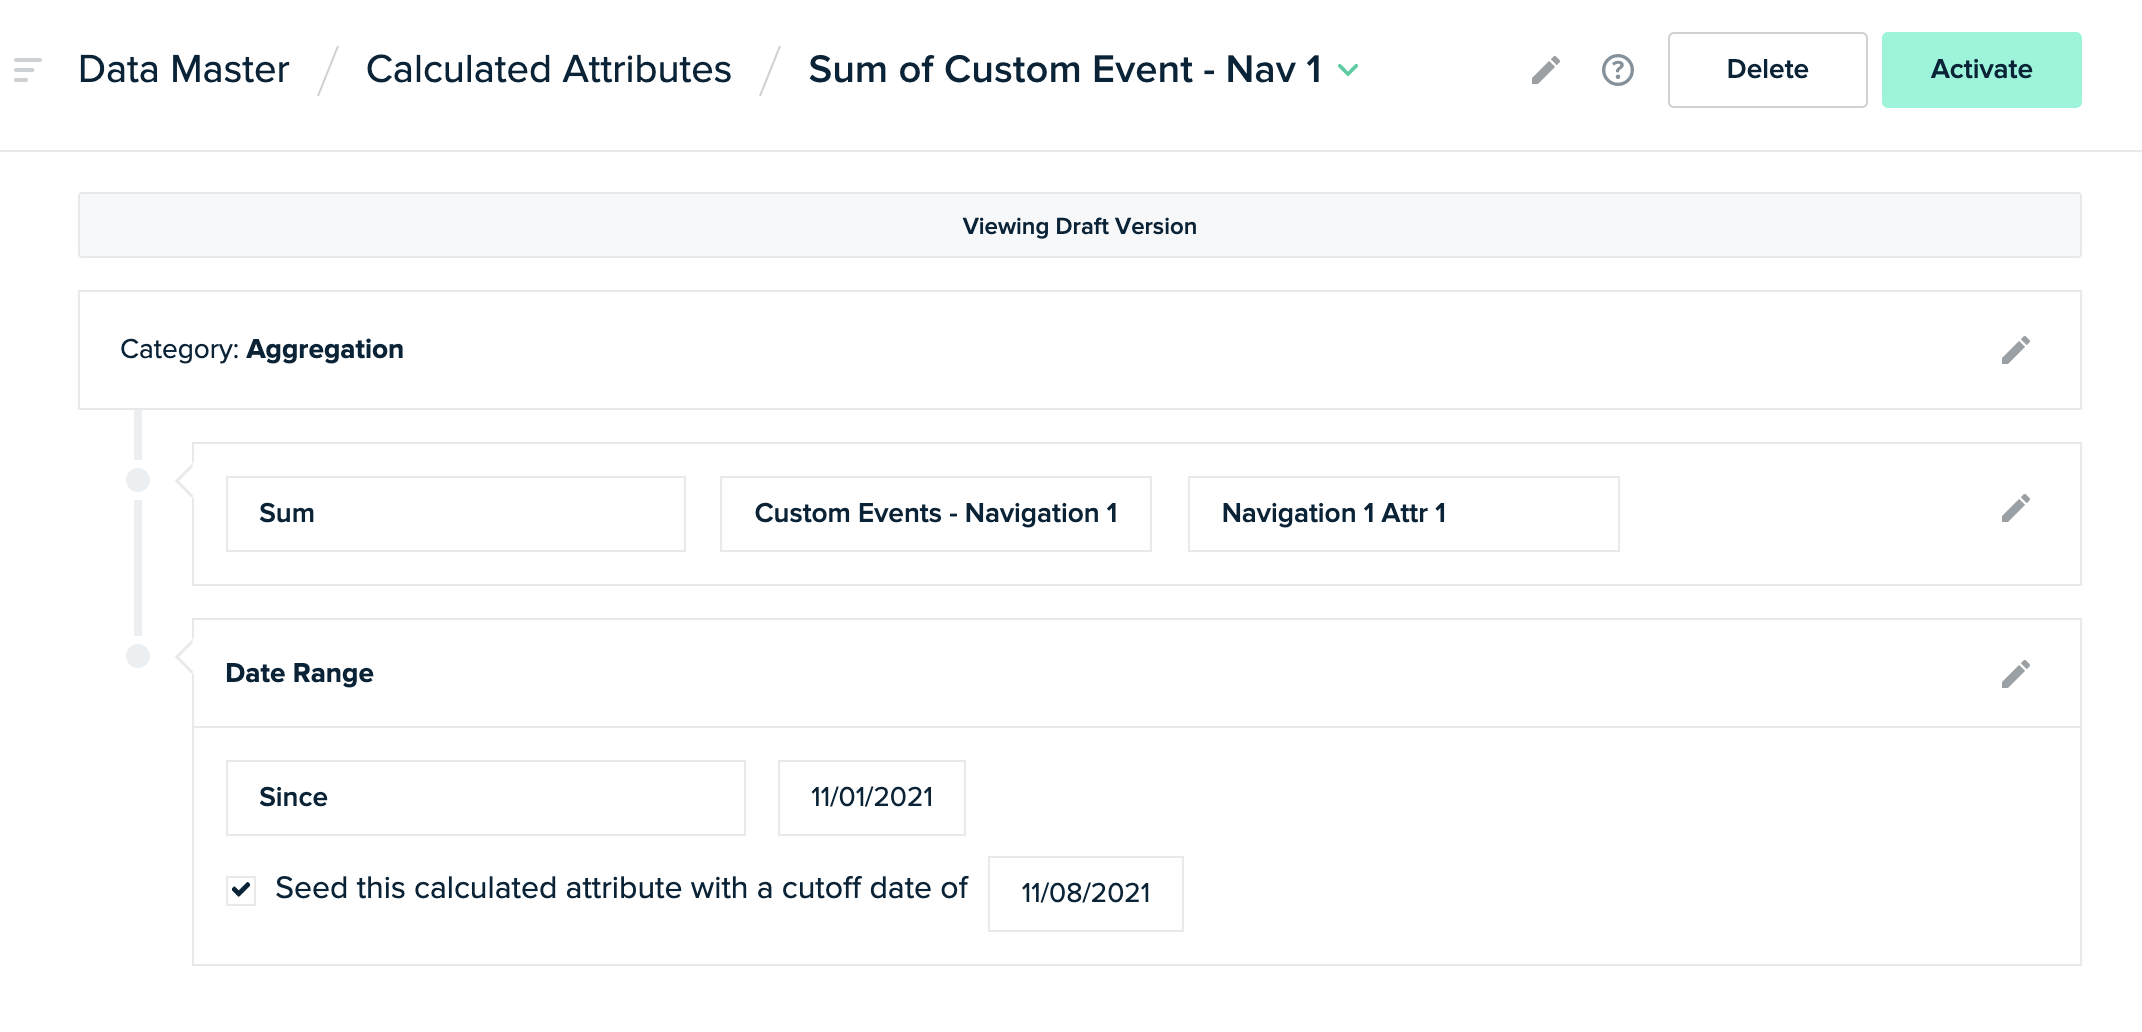 Data Master / Calculated Attributes / Sum of Custom Event - Nav 1
Delete
Activate
Viewing Draft Version
Category: Aggregation
Sum
Custom Events - Navigation 1
Navigation 1 Attr 1
Date Range
Since
11/01/2021
Seed this calculated attribute with a cutoff date of
11/08/2021